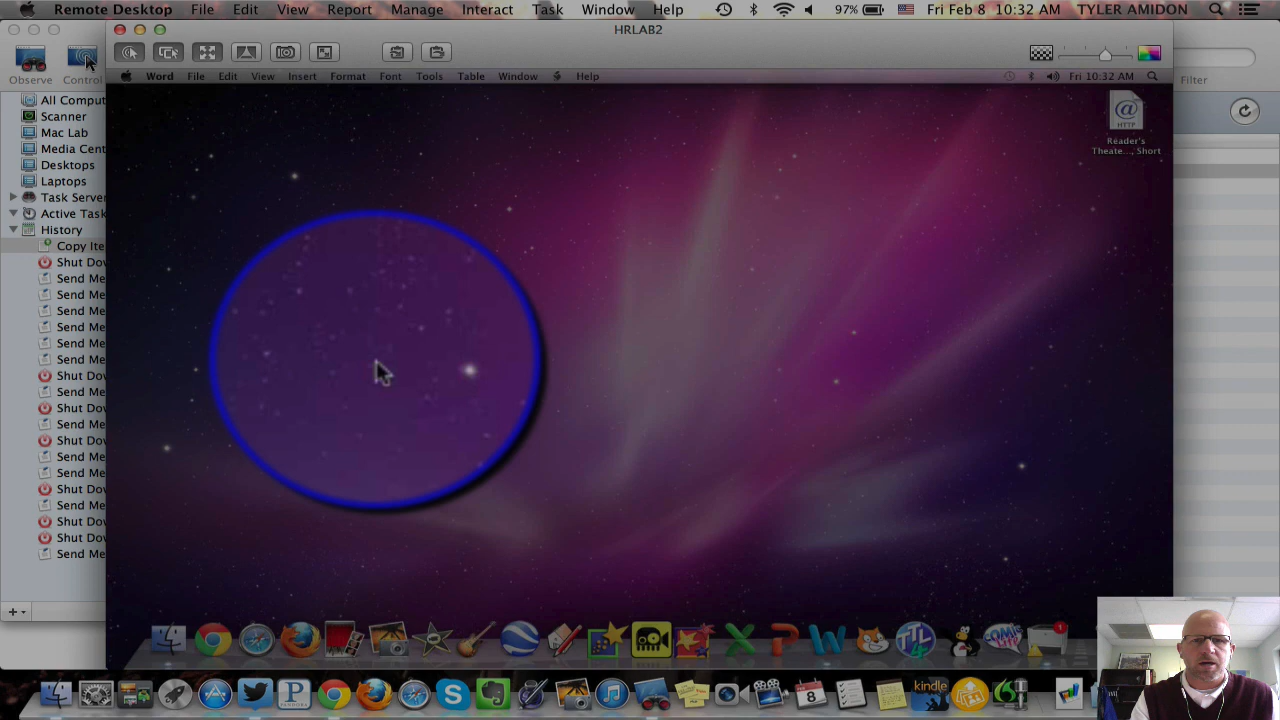 Remote Desktop File Edit View Report Manage Interact Task Window Help 97% Fri Feb 8 10:32 AM TYLER AMIDON
HRLAB2
Observe
Control
Filter
Word File Edit View Insert Format Font Tools Table Window Help Fri 10:32 AM
All Comput
Scanner
Mac Lab
Media Cent
Desktops
Laptops
Task Server
Active Task
History
Copy Ite
Shut Dov
Send Me
Send Me
Send Me
Send Me
Send Me
Send Me
Shut Dov
Send Me
Shut Dov
Send Me
Shut Dov
Send Me
Send Me
Shut Dov
Send Me
Shut Dov
Shut Dov
Send Me
@
HTTP
Reader's
Theate..., Short
TTL
COMIC
1
PANDORA
8
kindle